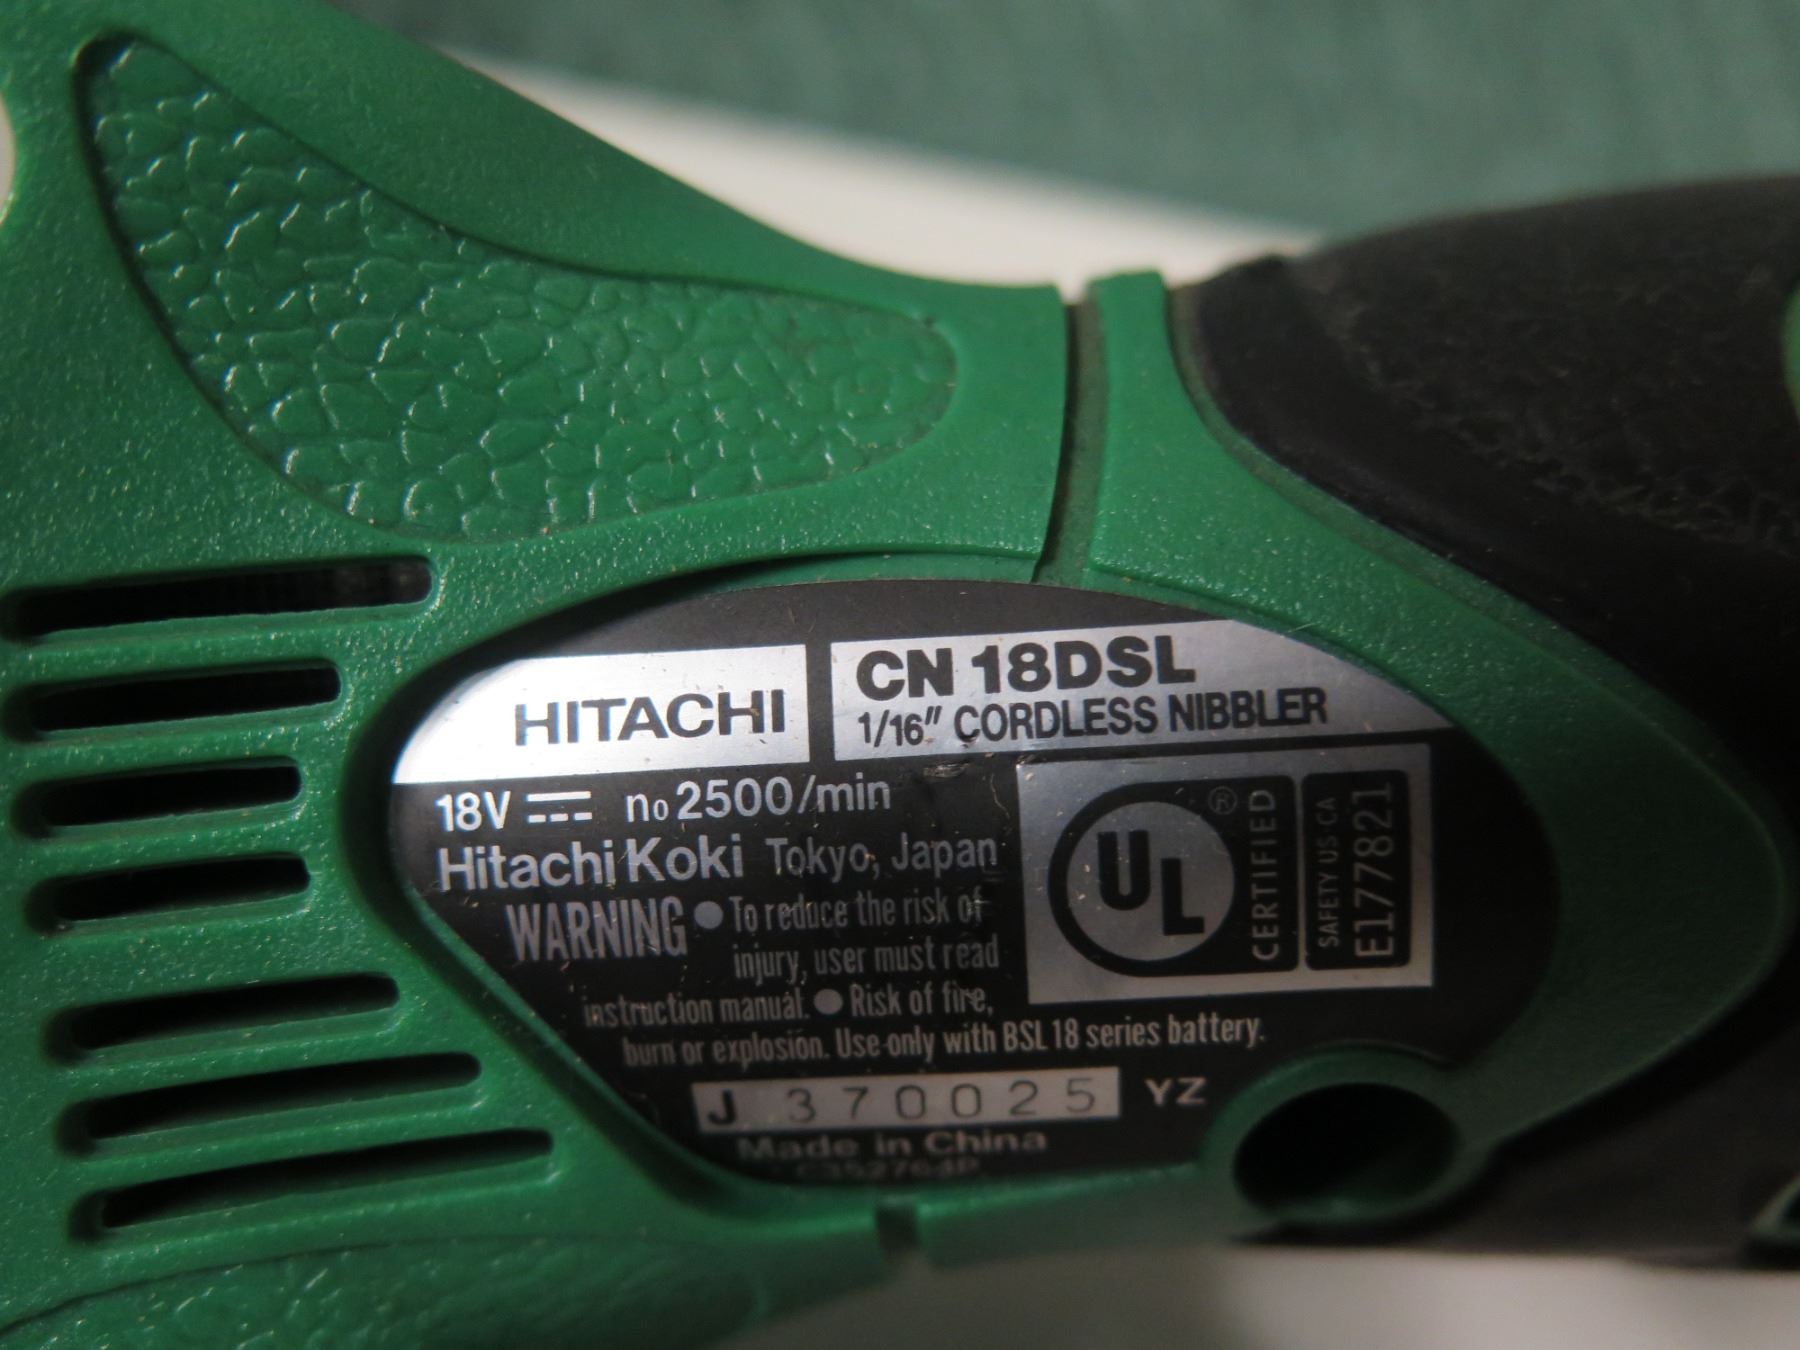 HITACHI
CN 18DSL
1/16" CORDLESS NIBBLER
18V ⎓ no 2500/min
Hitachi Koki Tokyo, Japan
WARNING ● To reduce the risk of
injury, user must read
instruction manual. ● Risk of fire,
burn or explosion. Use only with BSL 18 series battery.
J 370025 YZ
Made in China
UL ®
CERTIFIED
SAFETY US CA
E177821